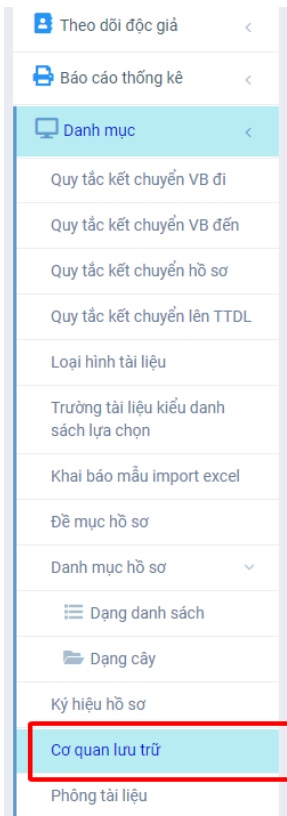 Theo dõi độc giả
Báo cáo thống kê
Danh mục
Quy tắc kết chuyển VB đi
Quy tắc kết chuyển VB đến
Quy tắc kết chuyển hồ sơ
Quy tắc kết chuyển lên TTDL
Loại hình tài liệu
Trường tài liệu kiểu danh
sách lựa chọn
Khai báo mẫu import excel
Đề mục hồ sơ
Danh mục hồ sơ
Dạng danh sách
Dạng cây
Ký hiệu hồ sơ
Cơ quan lưu trữ
Phông tài liệu